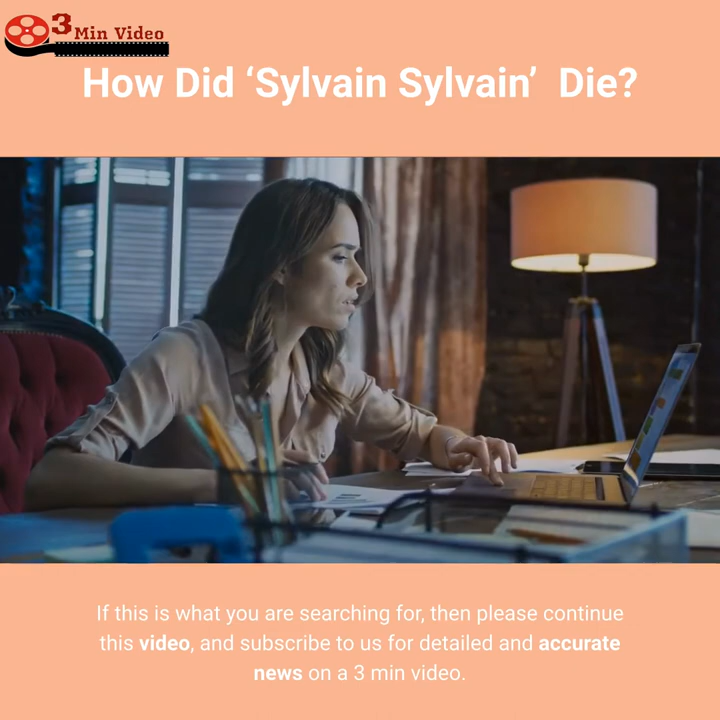 3 Min Video
How Did ‘Sylvain Sylvain’ Die?
If this is what you are searching for, then please continue
this video, and subscribe to us for detailed and accurate
news on a 3 min video.